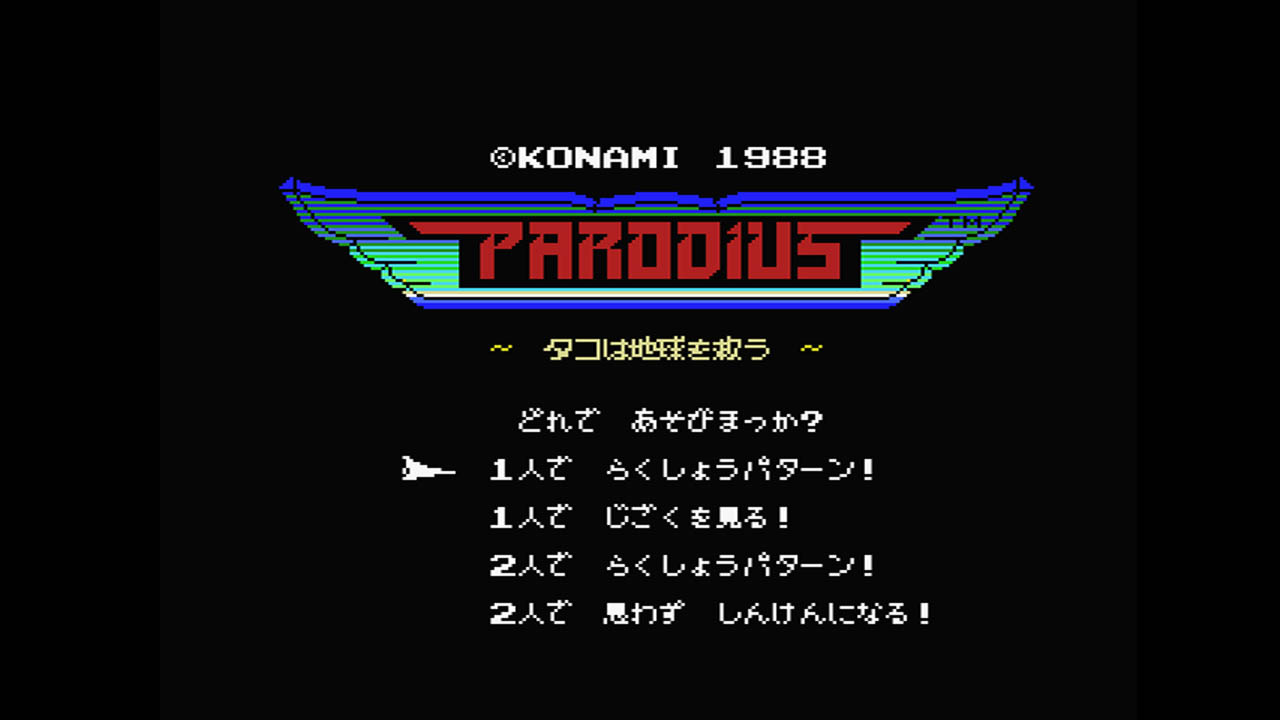 ©KONAMI 1988
PARODIUS TM
~ タコは地球を救う ~
どれで あそびまっか?
1人で らくしょうパターン!
1人で じごくを見る!
2人で らくしょうパターン!
2人で 思わず しんけんになる!